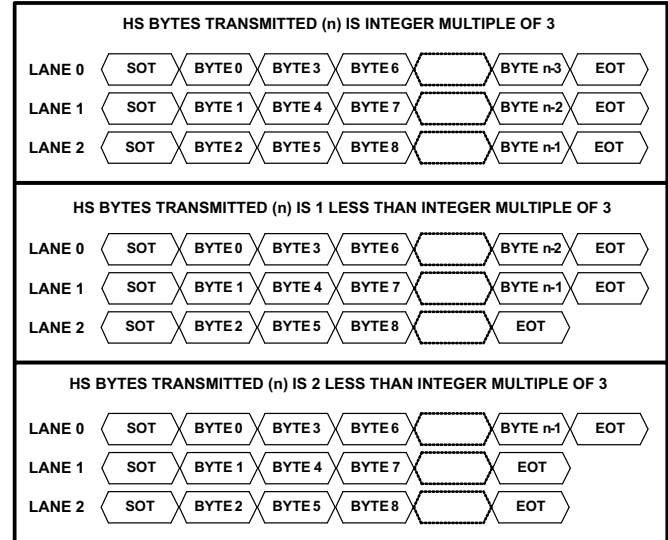 HS BYTES TRANSMITTED (n) IS INTEGER MULTIPLE OF 3
LANE 0 SOT BYTE 0 BYTE 3 BYTE 6 BYTE n-3 EOT
LANE 1 SOT BYTE 1 BYTE 4 BYTE 7 BYTE n-2 EOT
LANE 2 SOT BYTE 2 BYTE 5 BYTE 8 BYTE n-1 EOT
HS BYTES TRANSMITTED (n) IS 1 LESS THAN INTEGER MULTIPLE OF 3
LANE 0 SOT BYTE 0 BYTE 3 BYTE 6 BYTE n-2 EOT
LANE 1 SOT BYTE 1 BYTE 4 BYTE 7 BYTE n-1 EOT
LANE 2 SOT BYTE 2 BYTE 5 BYTE 8 EOT
HS BYTES TRANSMITTED (n) IS 2 LESS THAN INTEGER MULTIPLE OF 3
LANE 0 SOT BYTE 0 BYTE 3 BYTE 6 BYTE n-1 EOT
LANE 1 SOT BYTE 1 BYTE 4 BYTE 7 EOT
LANE 2 SOT BYTE 2 BYTE 5 BYTE 8 EOT